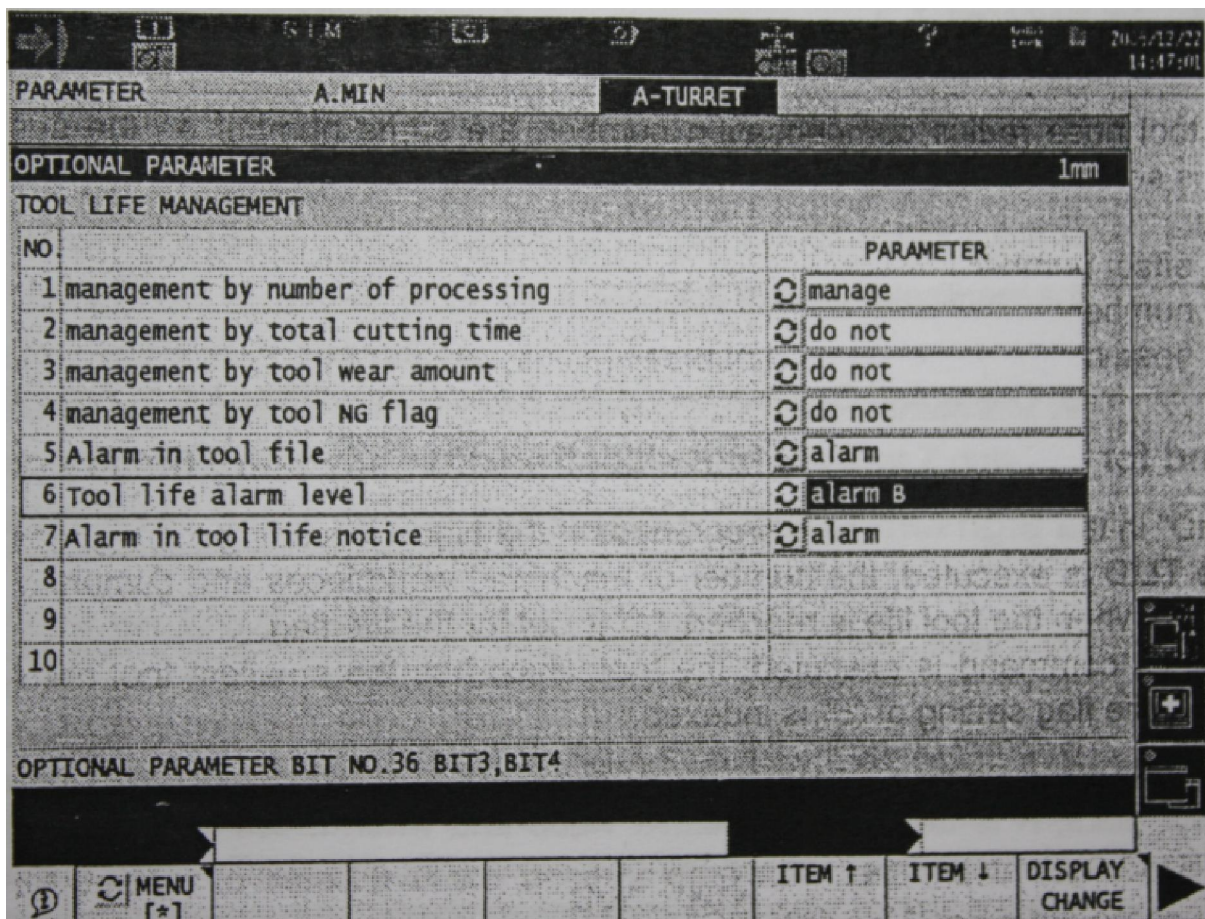 14:47:01
PARAMETER A.MIN A-TURRET
OPTIONAL PARAMETER 1mm
TOOL LIFE MANAGEMENT
NO. PARAMETER
1 management by number of processing manage
2 management by total cutting time do not
3 management by tool wear amount do not
4 management by tool NG flag do not
5 Alarm in tool file alarm
6 Tool life alarm level alarm B
7 Alarm in tool life notice alarm
8
9
10
OPTIONAL PARAMETER BIT NO.36 BIT3,BIT4
MENU ITEM ↑ ITEM ↓ DISPLAY
[*] CHANGE